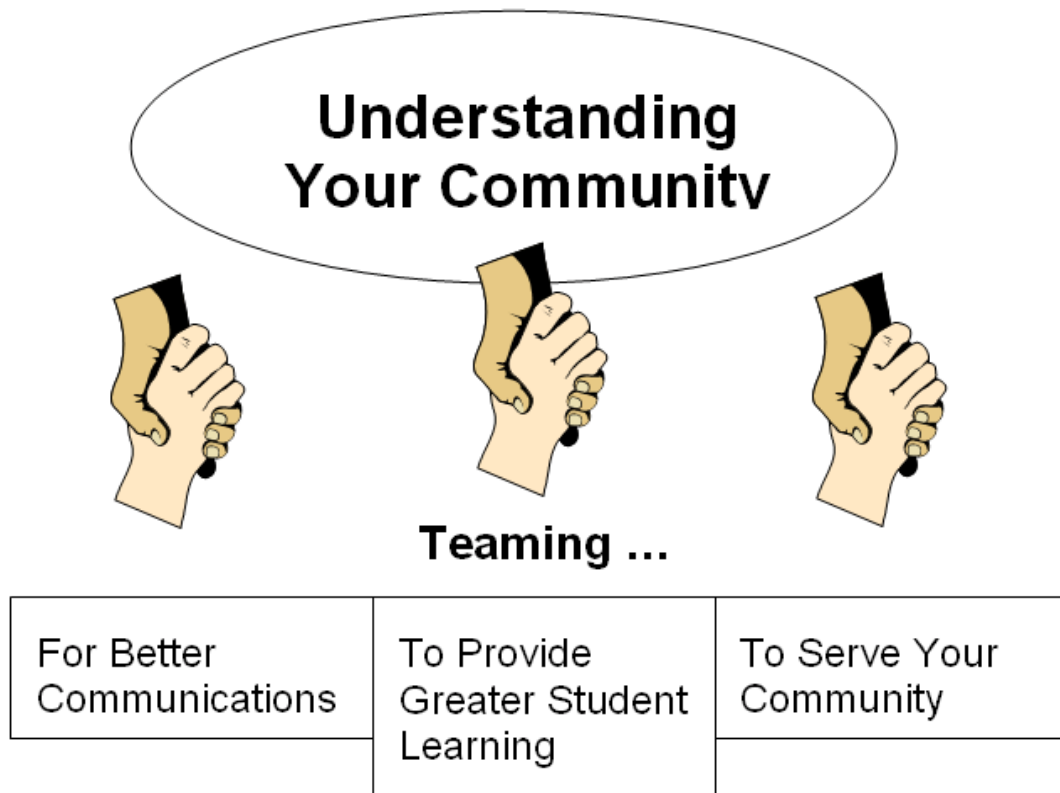 Understanding
Your Community
Teaming ...
For Better
Communications
To Provide
Greater Student
Learning
To Serve Your
Community